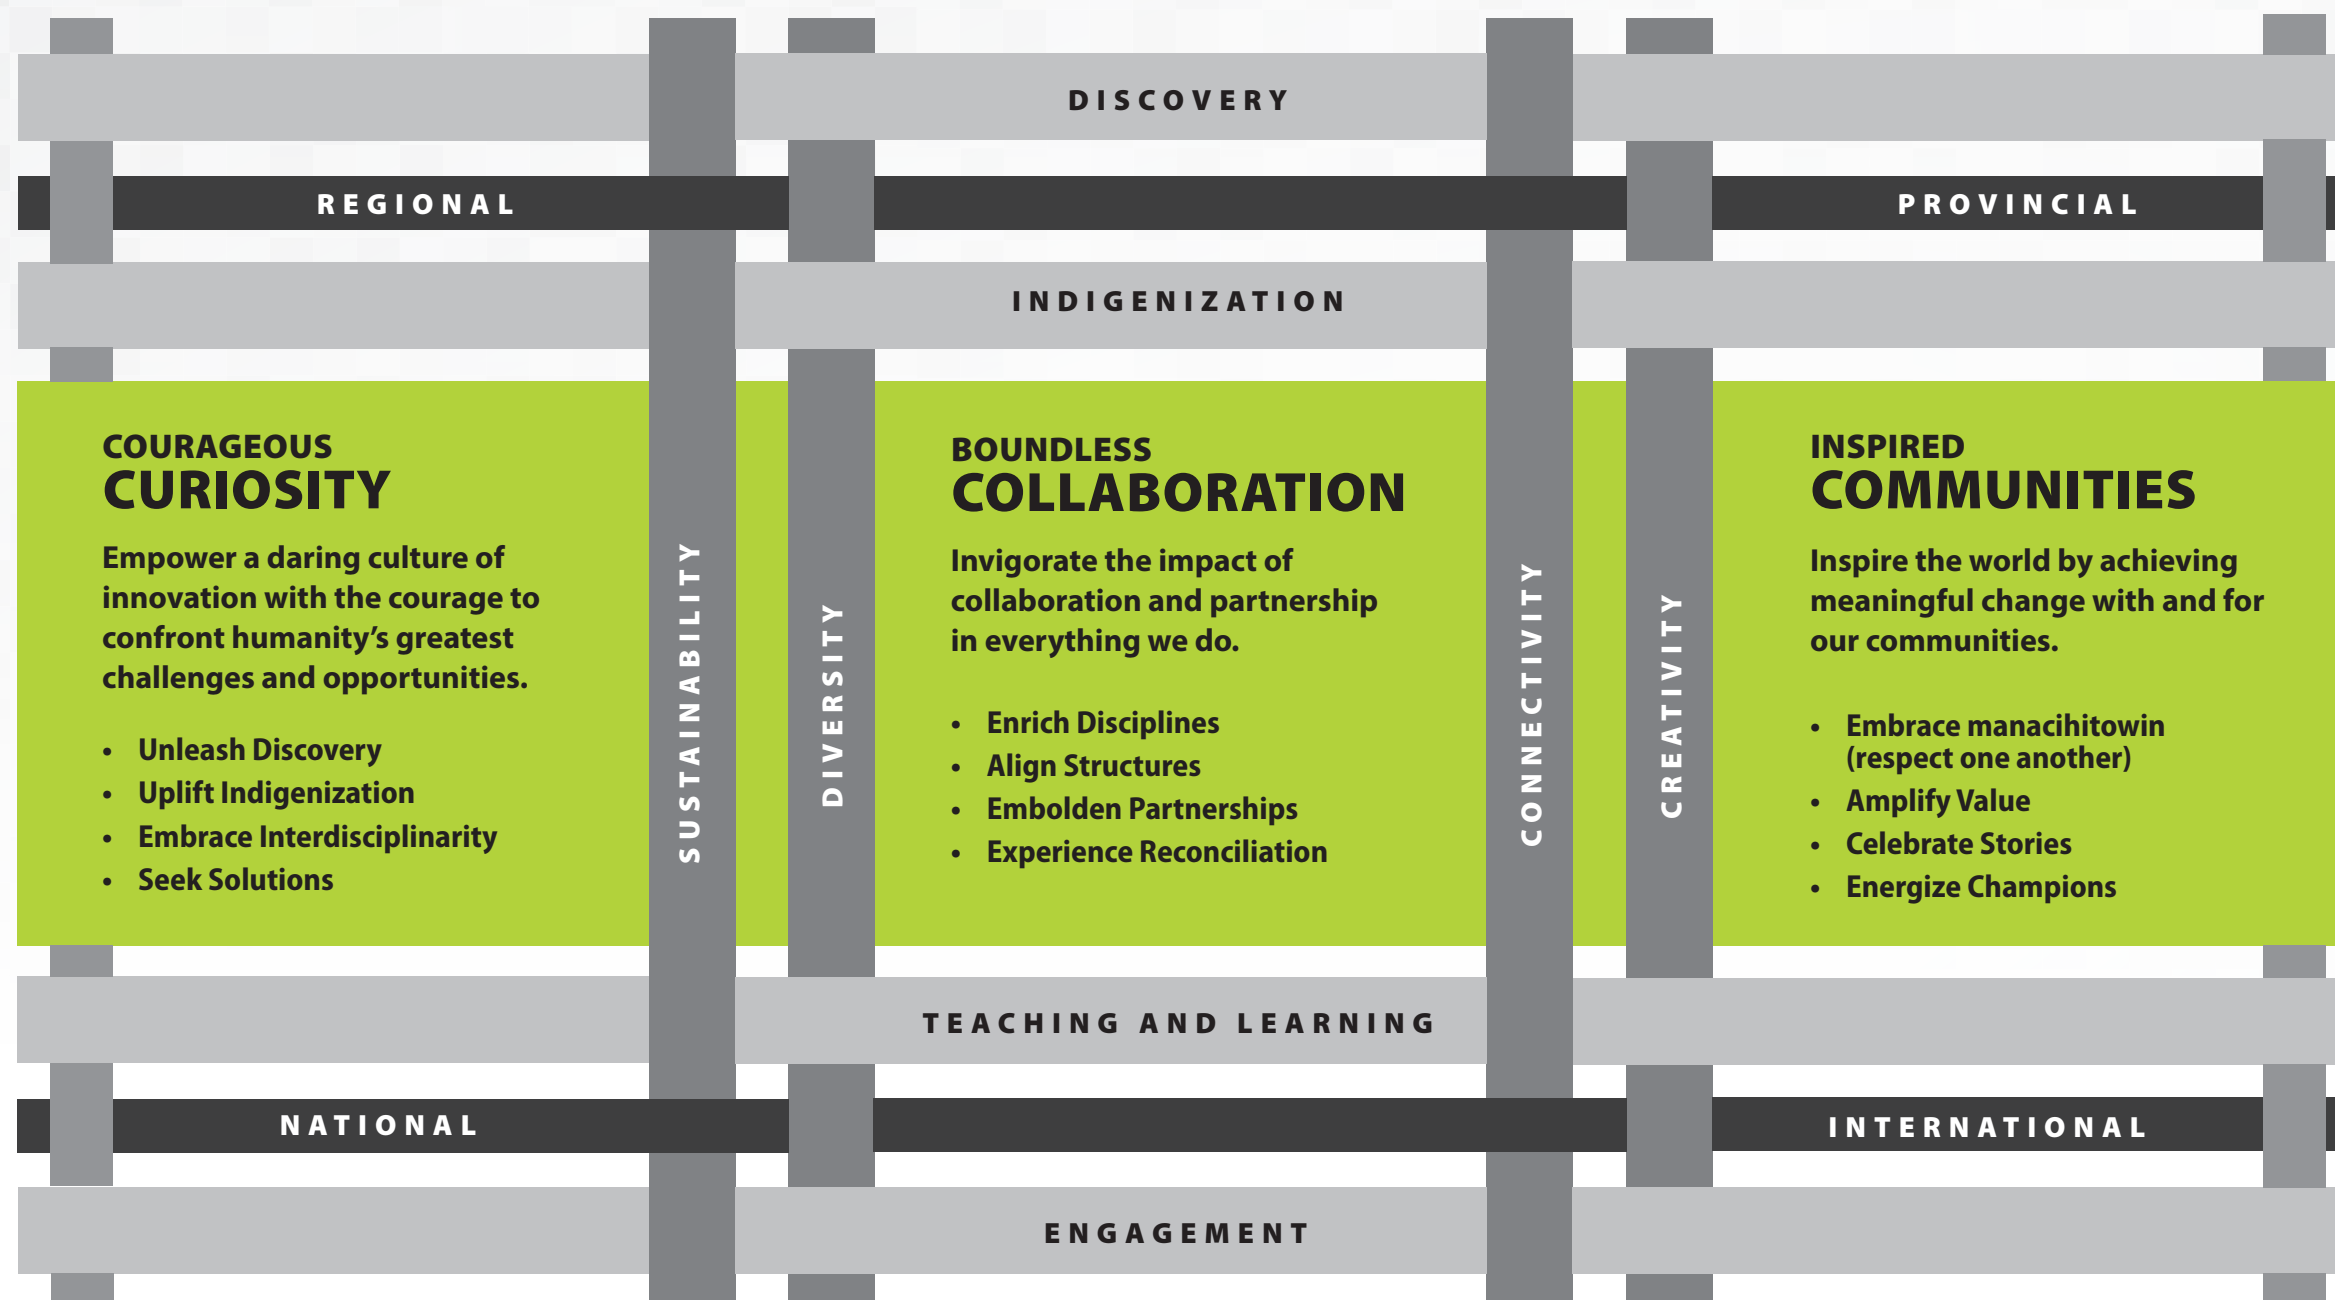 DISCOVERY
REGIONAL
PROVINCIAL
INDIGENIZATION
COURAGEOUS
CURIOSITY
Empower a daring culture of
innovation with the courage to
confront humanity’s greatest
challenges and opportunities.
• Unleash Discovery
• Uplift Indigenization
• Embrace Interdisciplinarity
• Seek Solutions
SUSTAINABILITY
DIVERSITY
BOUNDLESS
COLLABORATION
Invigorate the impact of
collaboration and partnership
in everything we do.
• Enrich Disciplines
• Align Structures
• Embolden Partnerships
• Experience Reconciliation
CONNECTIVITY
CREATIVITY
INSPIRED
COMMUNITIES
Inspire the world by achieving
meaningful change with and for
our communities.
• Embrace manacihitowin
(respect one another)
• Amplify Value
• Celebrate Stories
• Energize Champions
TEACHING AND LEARNING
NATIONAL
INTERNATIONAL
ENGAGEMENT